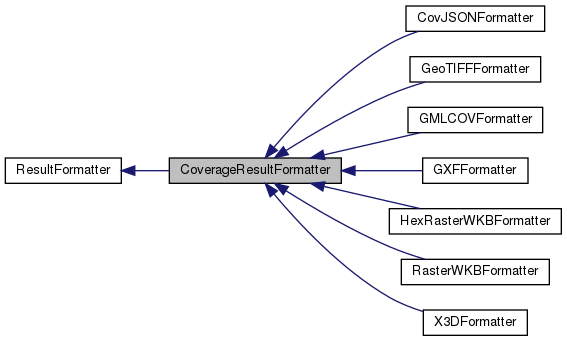 CovJSONFormatter
GeoTIFFFormatter
GMLCOVFormatter
ResultFormatter
CoverageResultFormatter
GXFFormatter
HexRasterWKBFormatter
RasterWKBFormatter
X3DFormatter